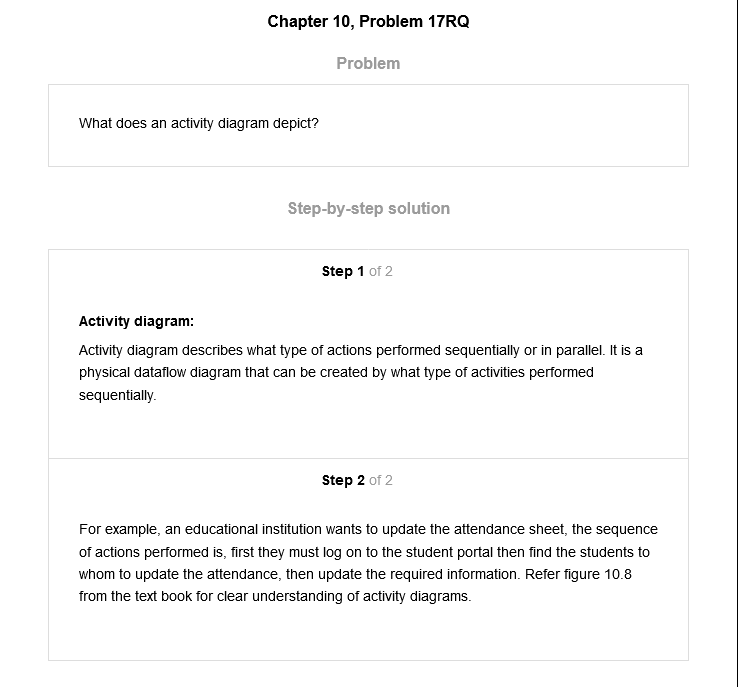 Chapter 10, Problem 17RQ
Problem
What does an activity diagram depict?
Step-by-step solution
Step 1 of 2
Activity diagram:
Activity diagram describes what type of actions performed sequentially or in parallel. It is a
physical dataflow diagram that can be created by what type of activities performed
sequentially.
Step 2 of 2
For example, an educational institution wants to update the attendance sheet, the sequence
of actions performed is, first they must log on to the student portal then find the students to
whom to update the attendance, then update the required information. Refer figure 10.8
from the text book for clear understanding of activity diagrams.